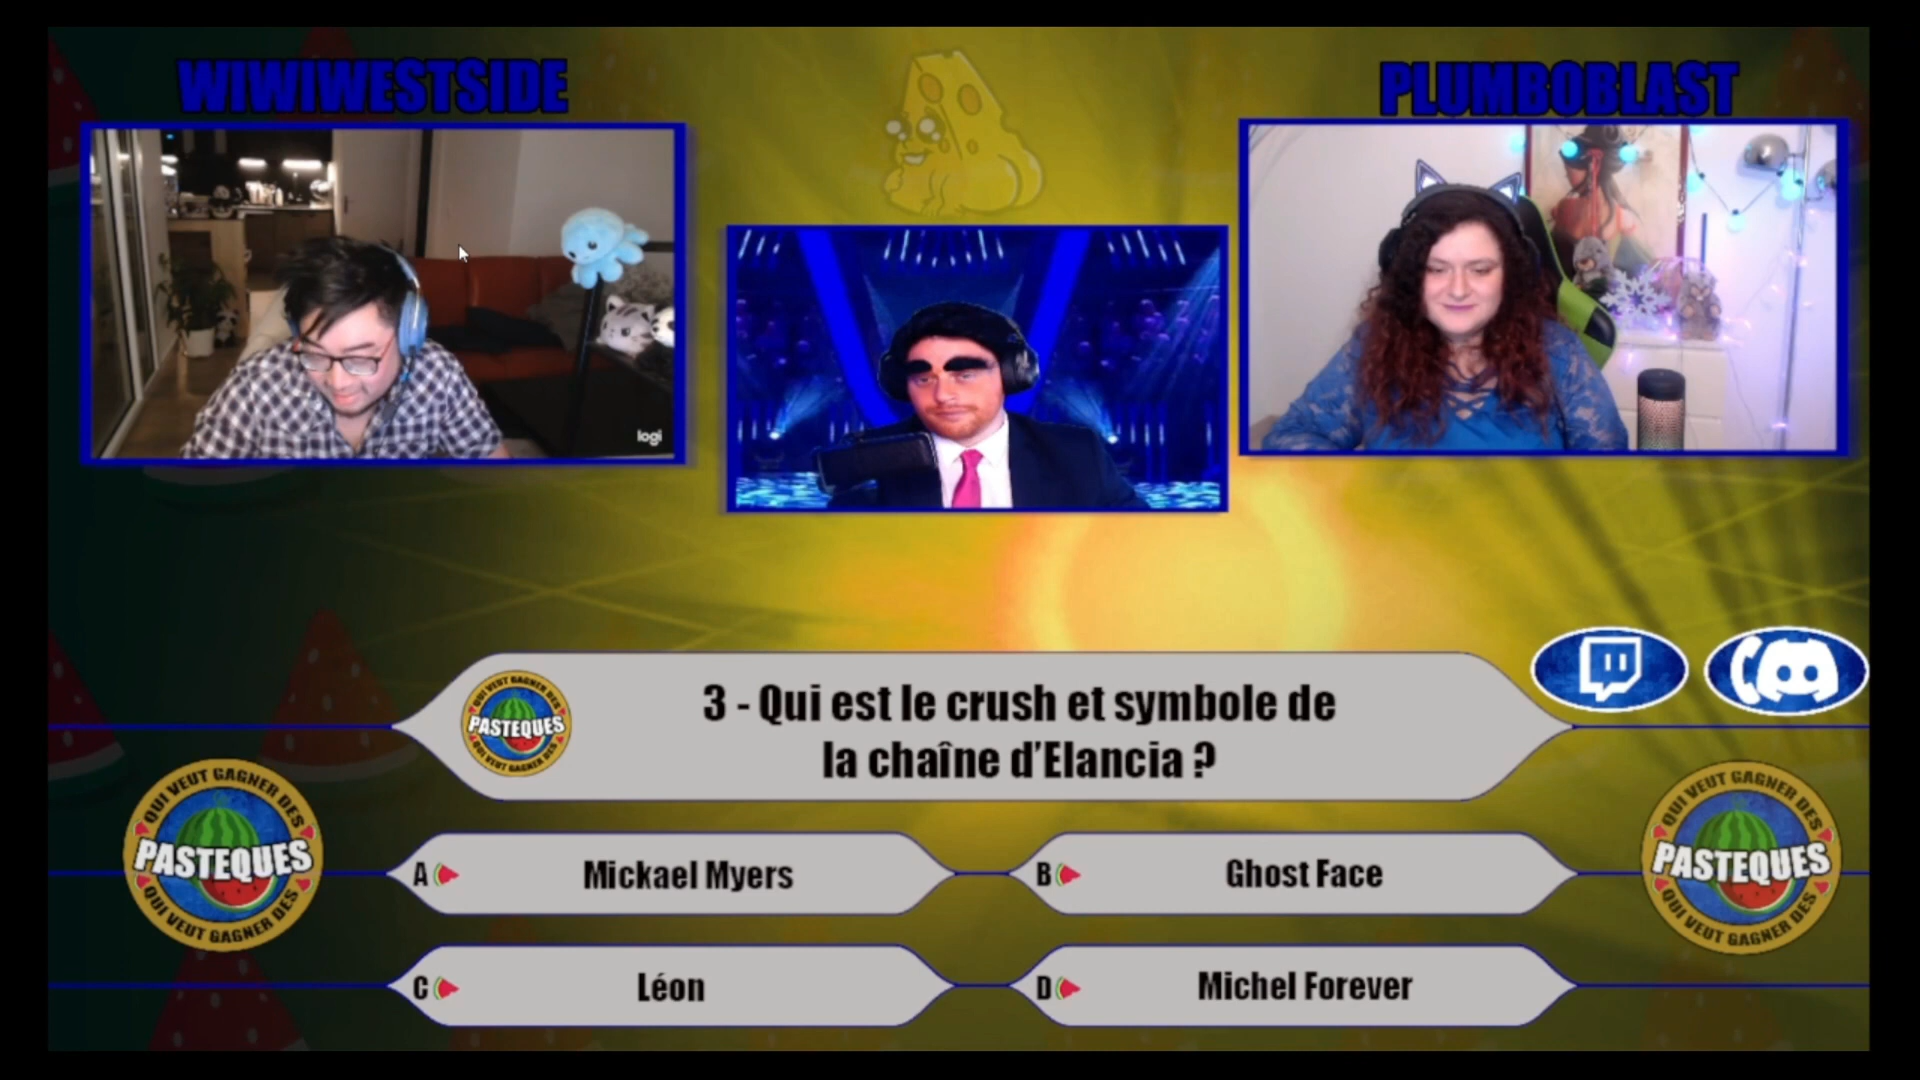 WIWIWESTSIDE
PLUMBOBLAST
logi
3 - Qui est le crush et symbole de
la chaîne d'Elancia ?
QUI VEUT GAGNER DES
PASTEQUES
QUI VEUT GAGNER DES
QUI VEUT GAGNER DES
PASTEQUES
QUI VEUT GAGNER DES
QUI VEUT GAGNER DES
PASTEQUES
QUI VEUT GAGNER DES
A Mickael Myers
B Ghost Face
C Léon
D Michel Forever